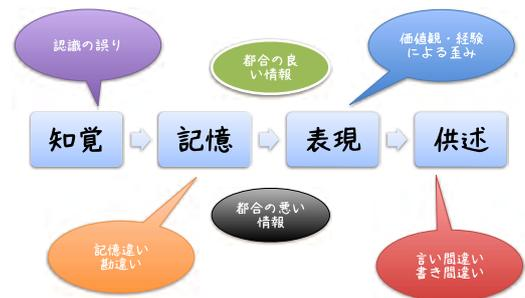 認識の誤り
都合の良
い情報
価値観・経験
による歪み
知覚
記憶
表現
供述
都合の悪い
情報
記憶違い
勘違い
言い間違い
書き間違い